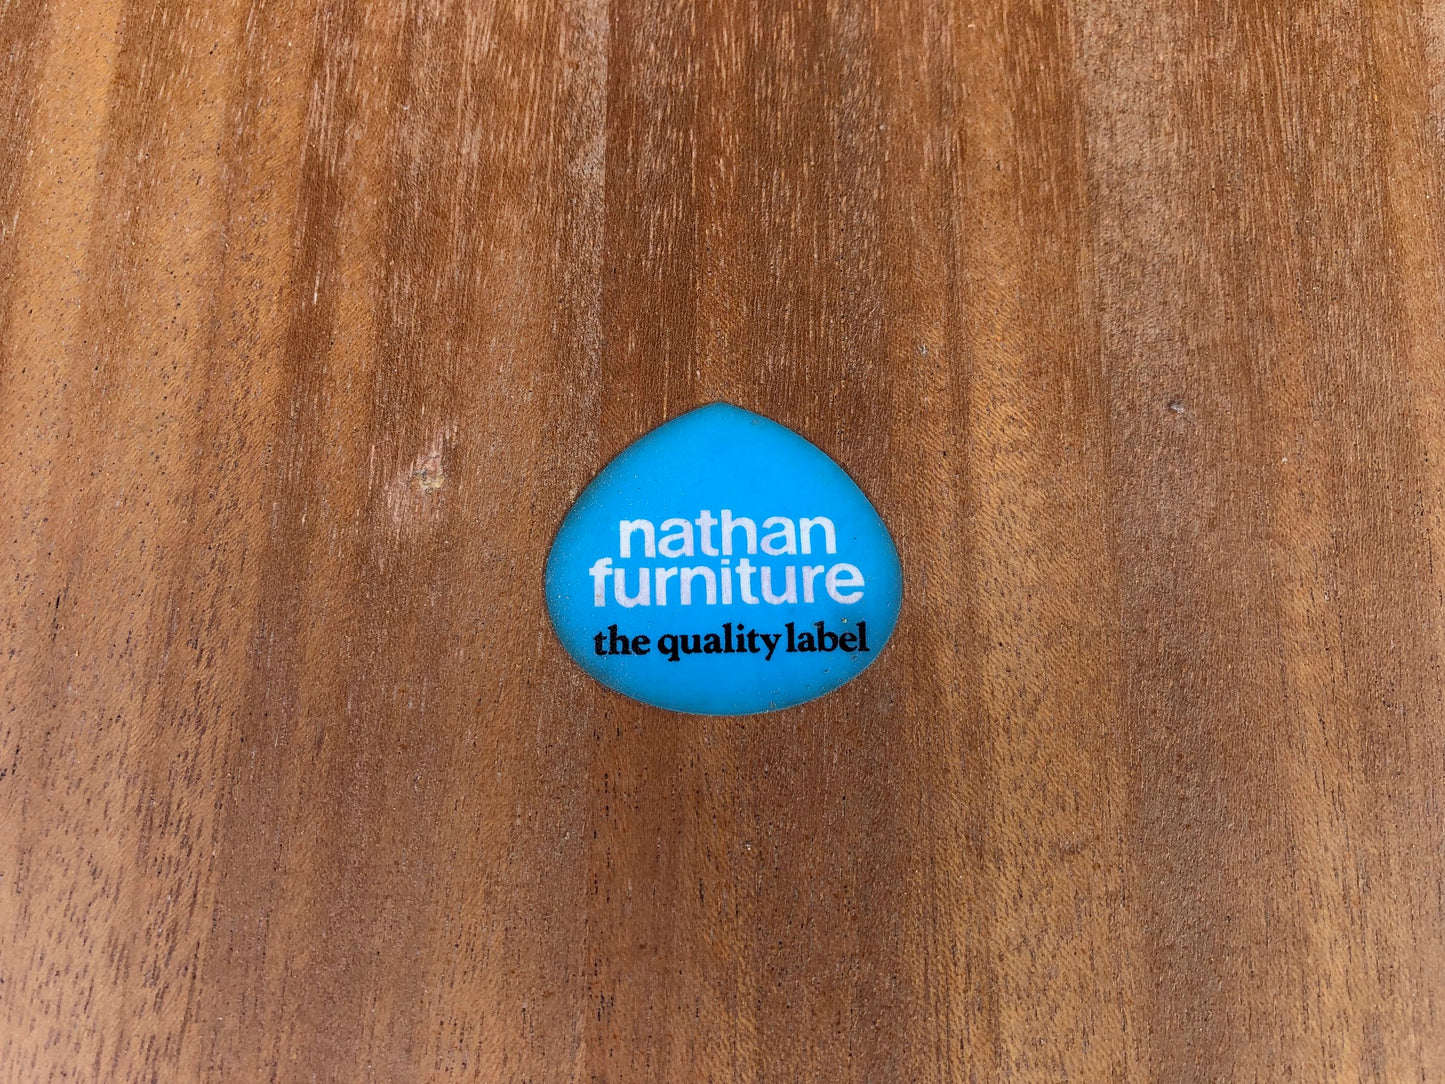 nathan
furniture
the quality label